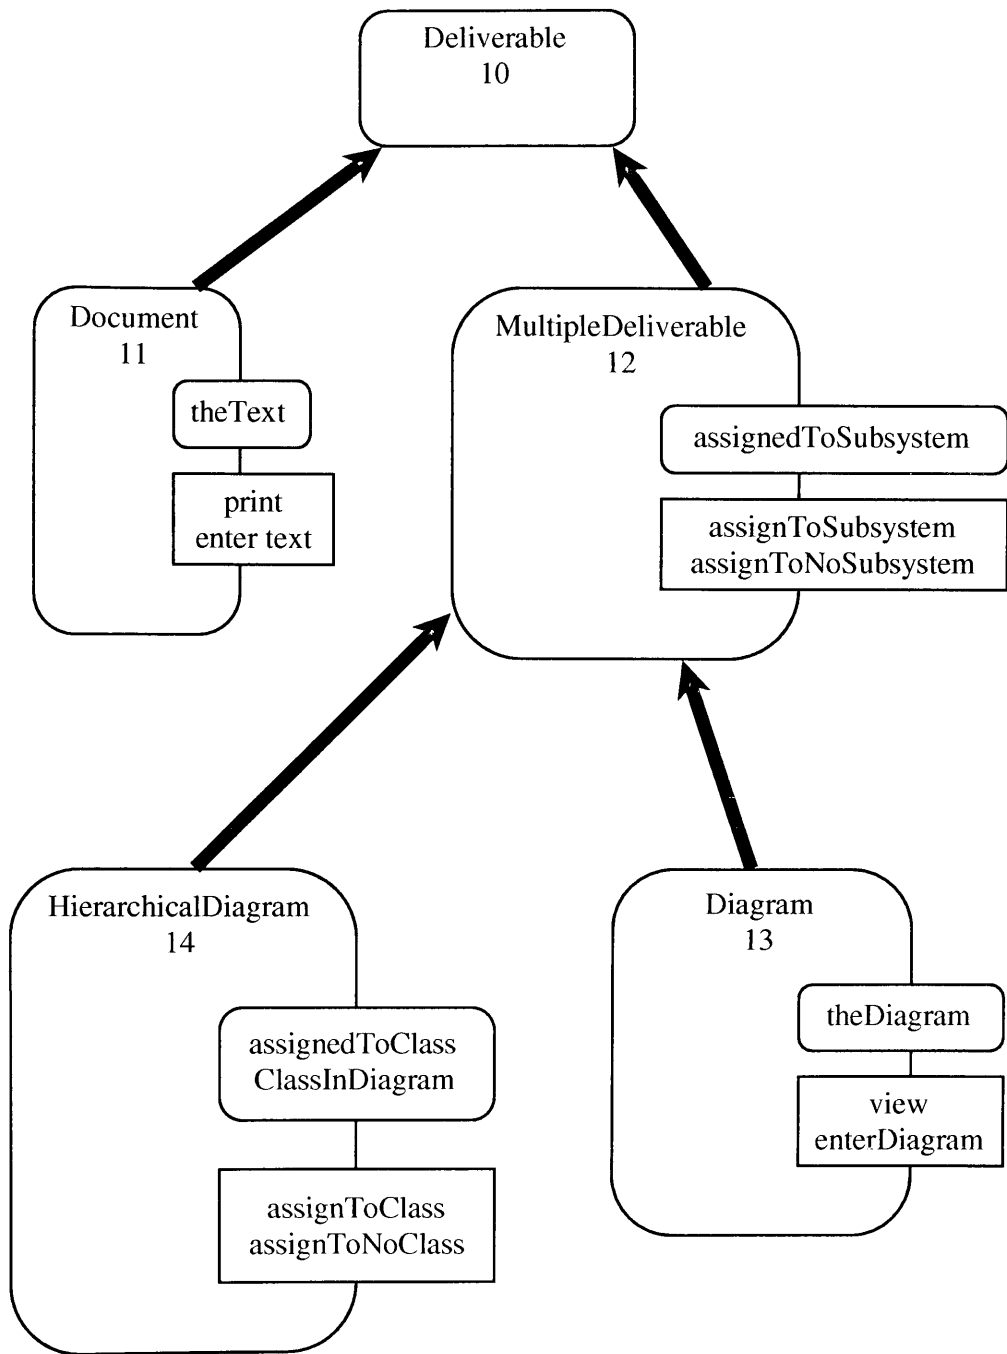 Deliverable
10
Document
11
theText
print
enter text
MultipleDeliverable
12
assignedToSubsystem
assignToSubsystem
assignToNoSubsystem
HierarchicalDiagram
14
assignedToClass
ClassInDiagram
assignToClass
assignToNoClass
Diagram
13
theDiagram
view
enterDiagram